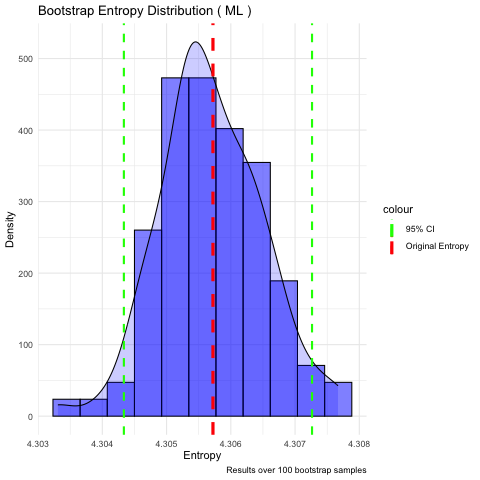 Bootstrap Entropy Distribution ( ML )
500
400
300
200
100
0
Density
4.303 4.304 4.305 4.306 4.307 4.308
Entropy
Results over 100 bootstrap samples
colour
95% CI
Original Entropy